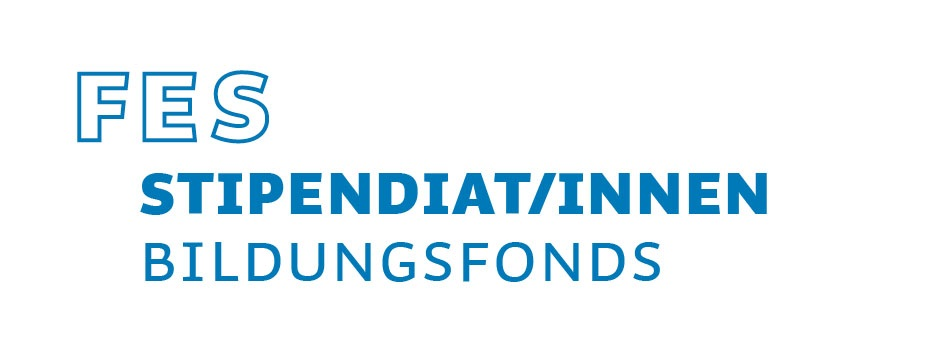 FES
STIPENDIAT/INNEN
BILDUNGSFONDS